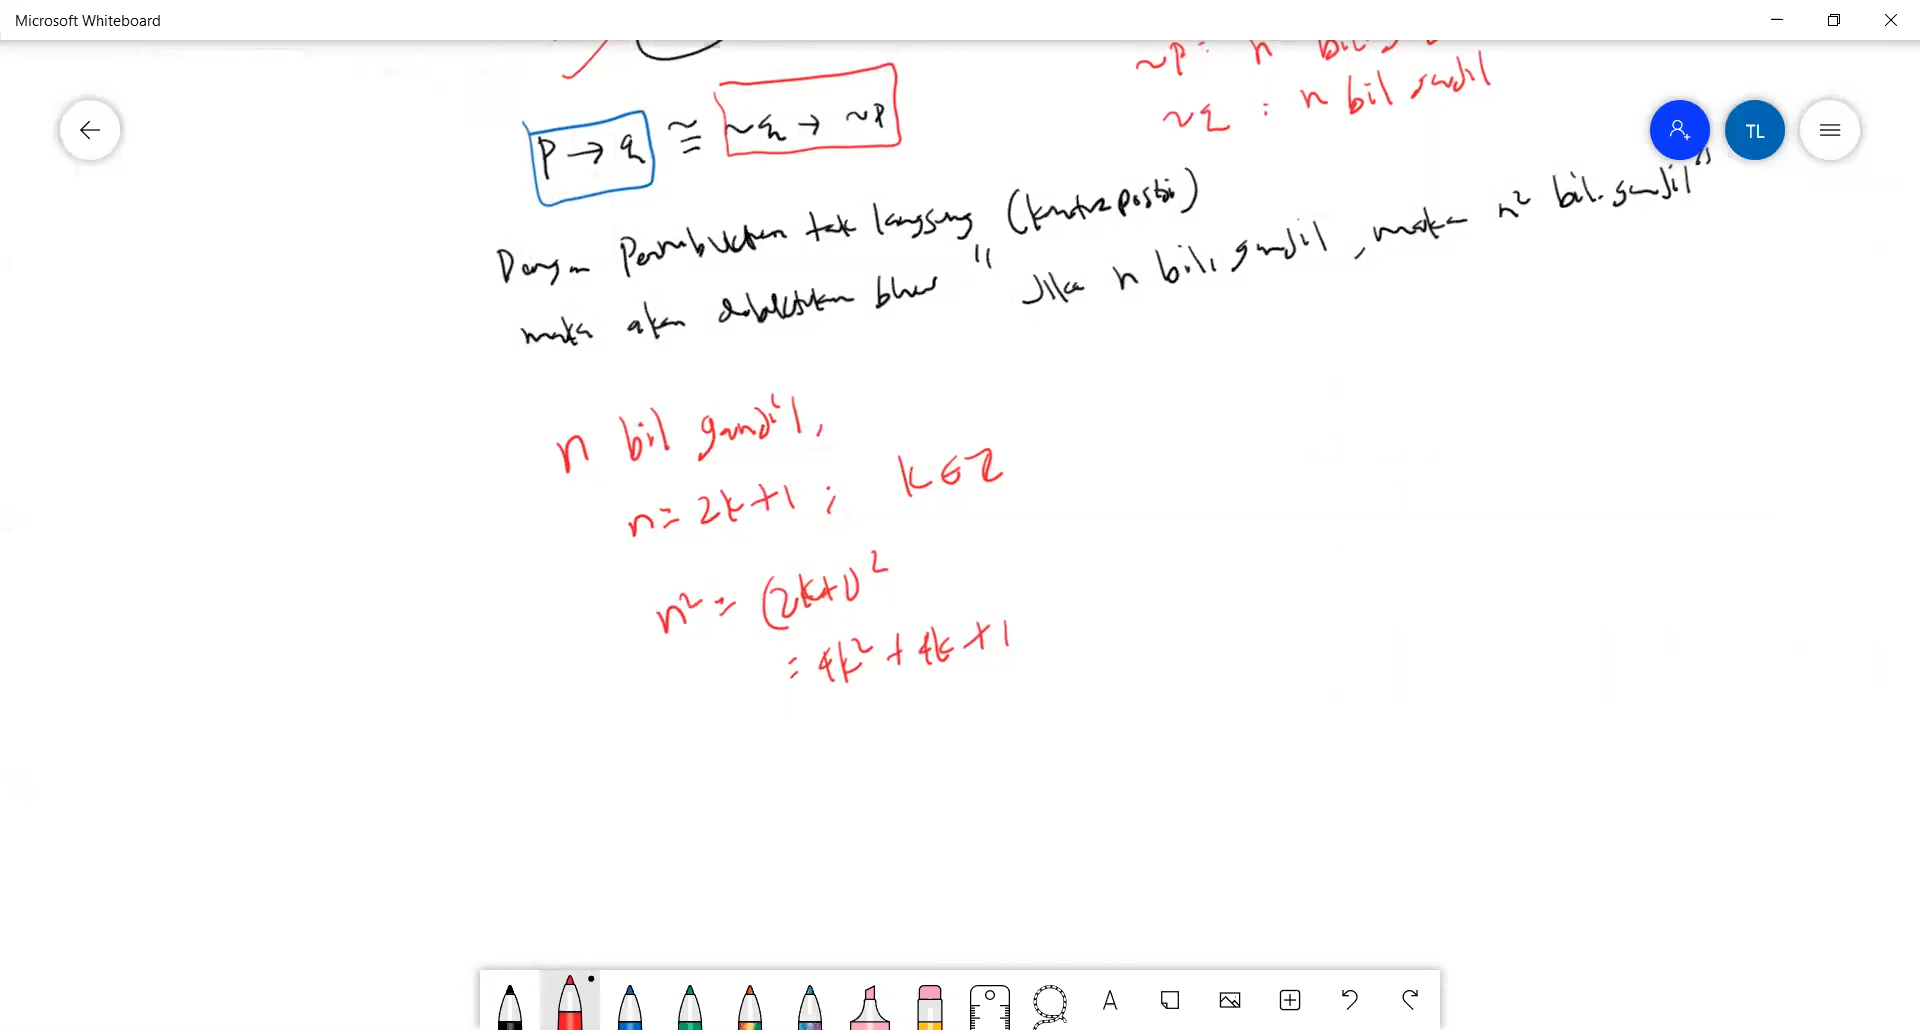 Microsoft Whiteboard
~P : n bil
~q : n bil ganjil
P → q ≅ ~q → ~P
TL
Dengan Pembuktian tak langsung (kontraposisi)
maka akan dibuktikan bhw " Jika n bil. ganjil, maka n² bil. ganjil"
n bil ganjil,
n = 2k+1 ; k ∈ Z
n² = (2k+1)²
= 4k² + 4k + 1
A